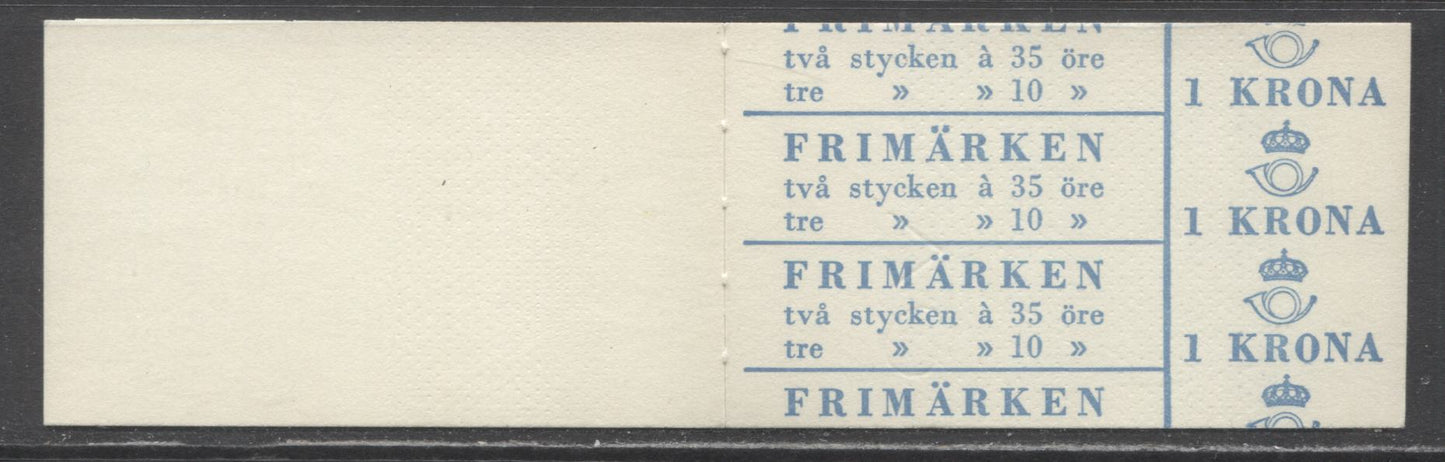 FRIMÄRKEN
två stycken à 35 öre
tre » » 10 »
1 KRONA
FRIMÄRKEN
två stycken à 35 öre
tre » » 10 »
1 KRONA
FRIMÄRKEN
två stycken à 35 öre
tre » » 10 »
1 KRONA
FRIMÄRKEN